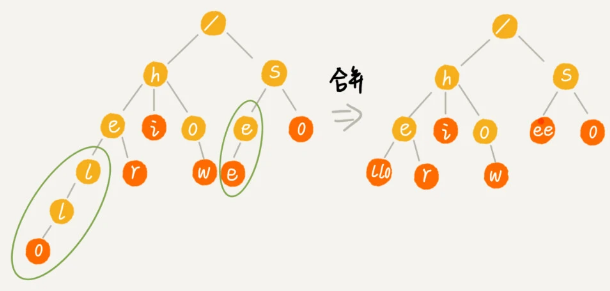 /
h s
e i o e o
l r w e
l
o
合并
⇒
/
h s
e i o ee o
llo r w